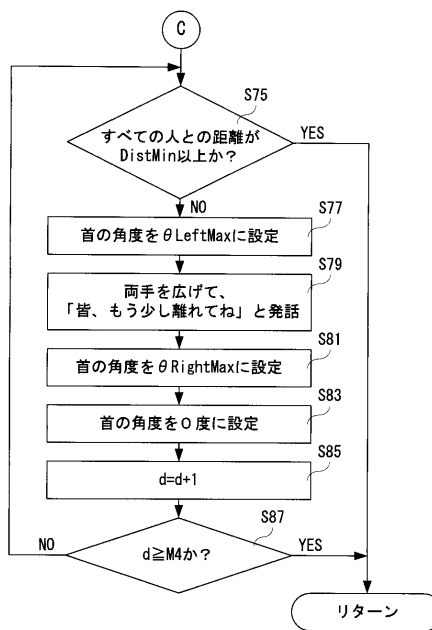 C
S75
すべての人との距離が
DistMin以上か?
YES
NO
S77
首の角度をθLeftMaxに設定
S79
両手を広げて、
「皆、もう少し離れてね」と発話
S81
首の角度をθRightMaxに設定
S83
首の角度を0度に設定
S85
d=d+1
S87
NO
d≧M4か?
YES
リターン